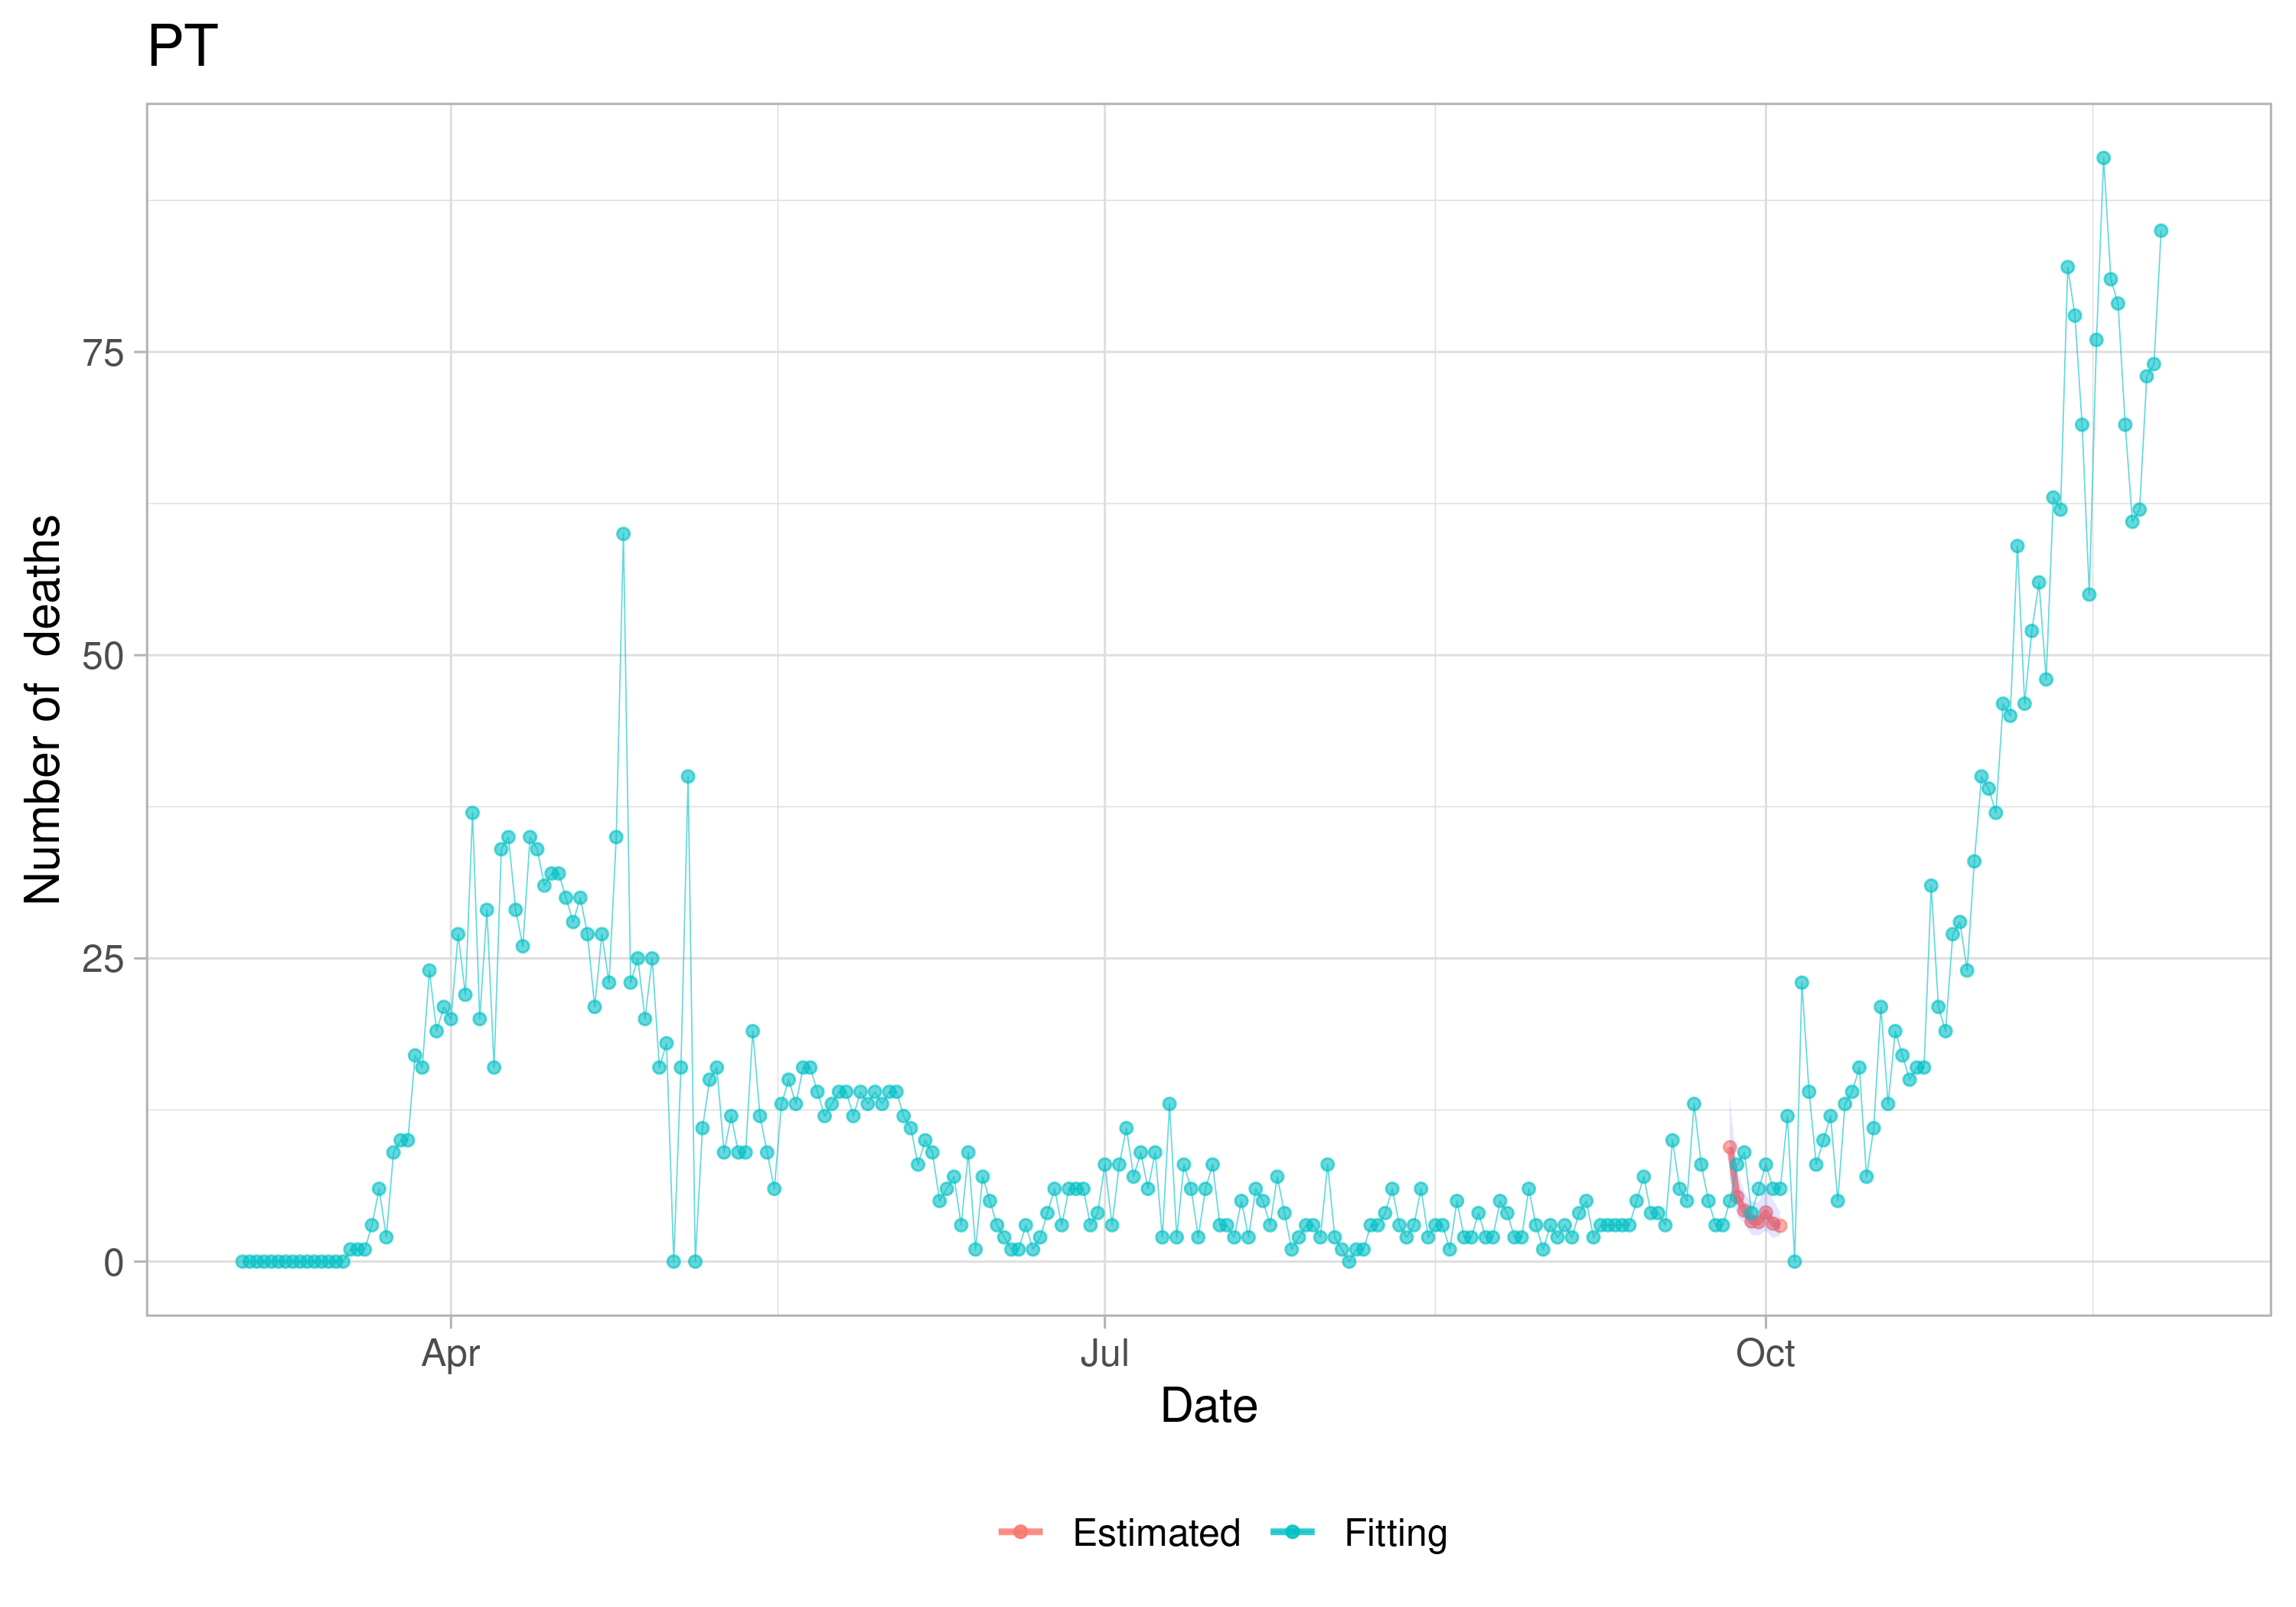 PT
Number of  deaths
75
50
25
0
Apr Jul Oct
Date
Estimated Fitting